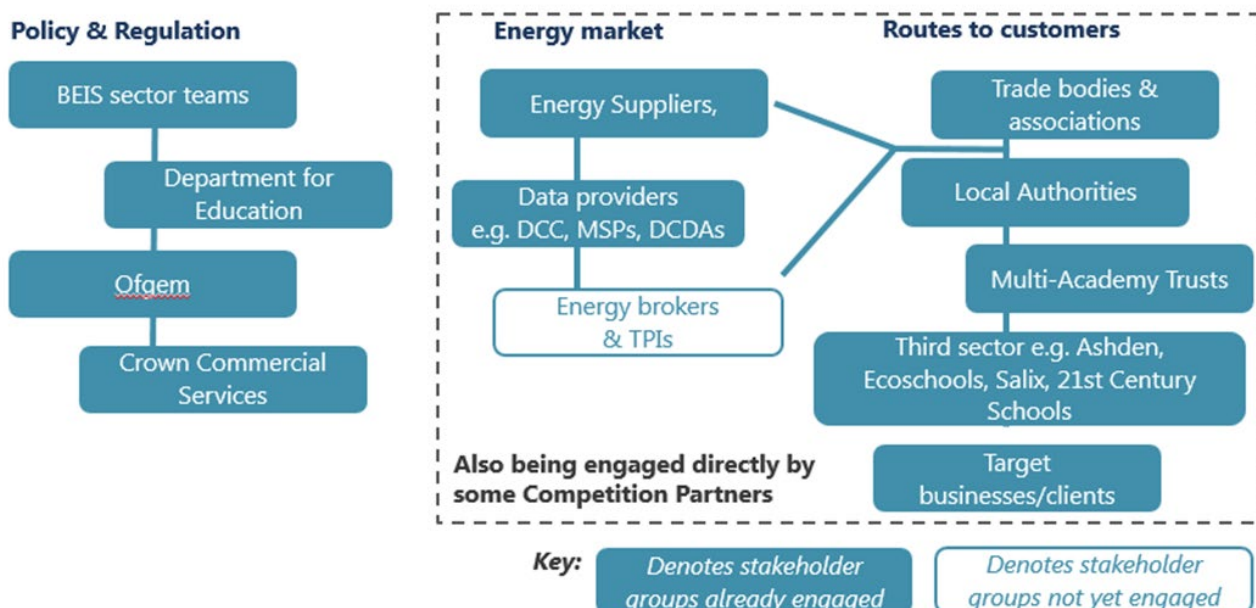 Policy & Regulation
BEIS sector teams
Department for
Education
Ofgem
Crown Commercial
Services
Energy market
Energy Suppliers,
Data providers
e.g. DCC, MSPs, DCDAs
Energy brokers
& TPIs
Routes to customers
Trade bodies &
associations
Local Authorities
Multi-Academy Trusts
Third sector e.g. Ashden,
Ecoschools, Salix, 21st Century
Schools
Target
businesses/clients
Also being engaged directly by
some Competition Partners
Key:
Denotes stakeholder
groups already engaged
Denotes stakeholder
groups not yet engaged